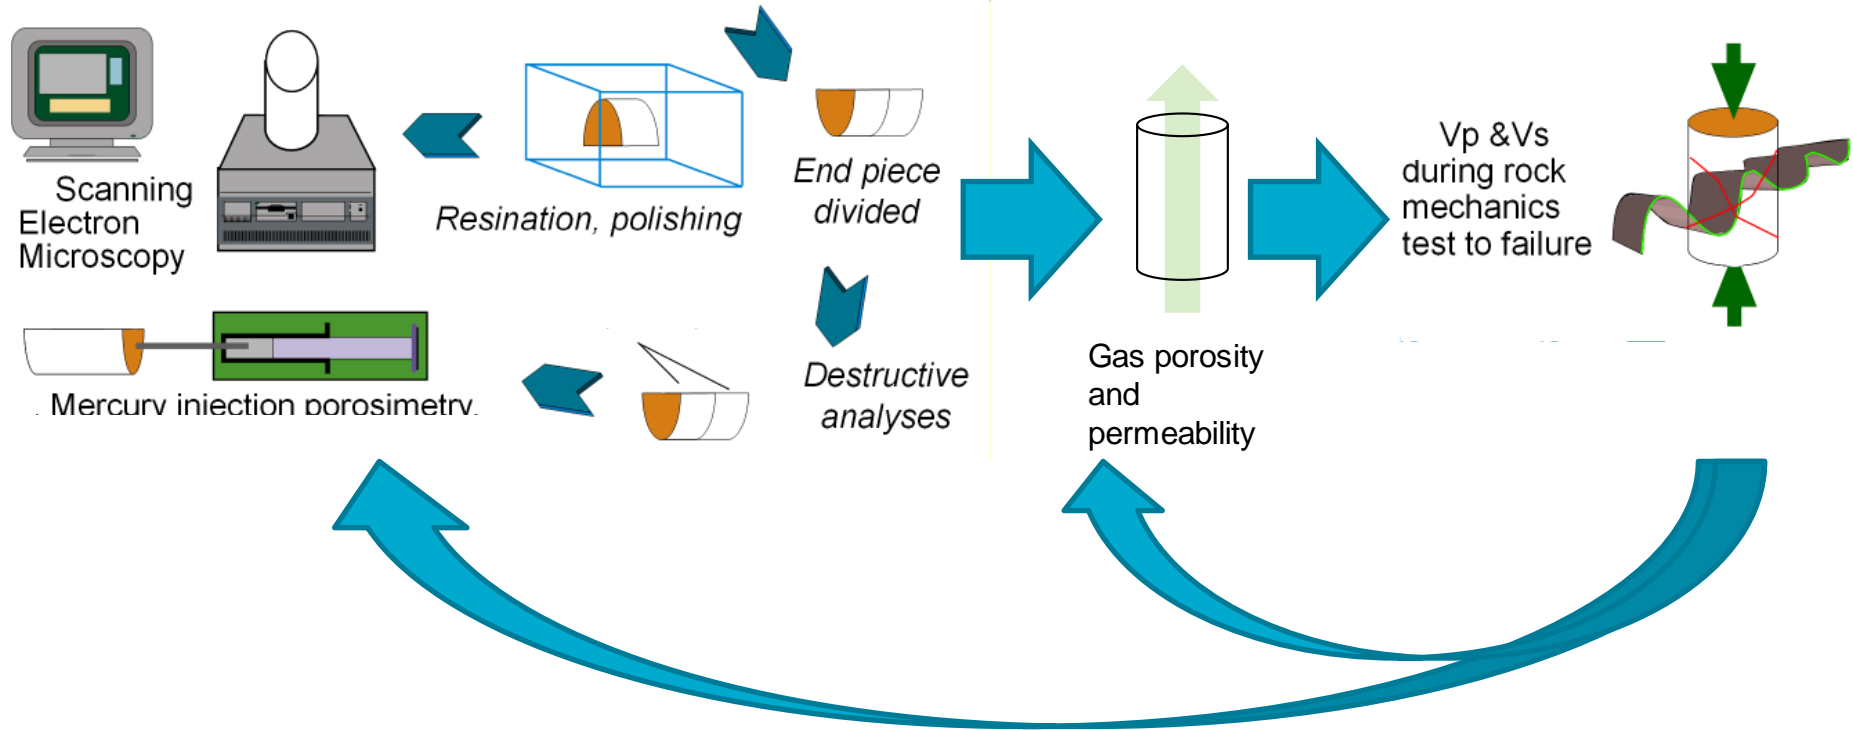 Scanning
Electron
Microscopy
Resination, polishing
End piece
divided
. Mercury injection porosimetry.
Destructive
analyses
Gas porosity
and
permeability
Vp &Vs
during rock
mechanics
test to failure